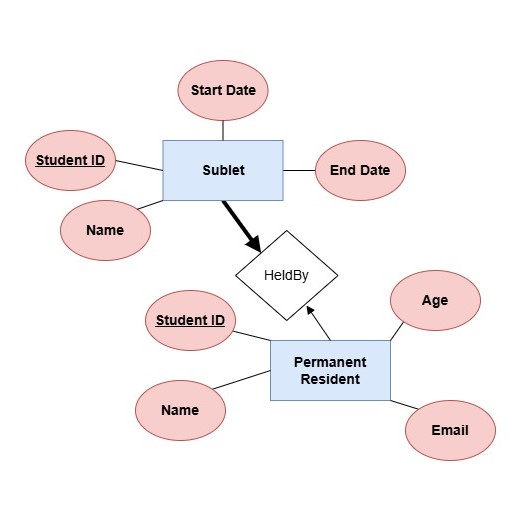 Start Date
Student ID
Sublet
End Date
Name
HeldBy
Student ID
Age
Permanent
Resident
Name
Email